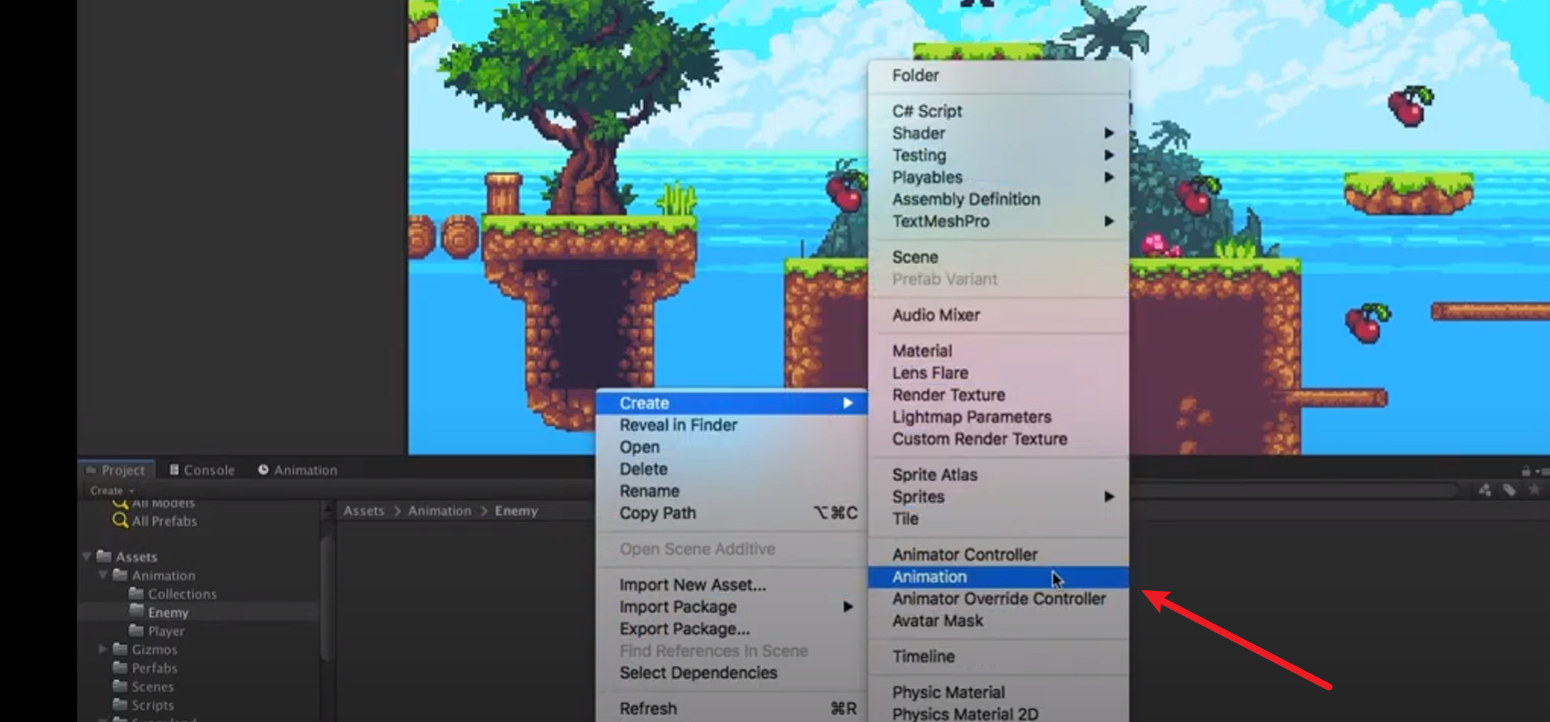 Folder
C# Script
Shader
Testing
Playables
Assembly Definition
TextMeshPro
Scene
Prefab Variant
Audio Mixer
Material
Lens Flare
Render Texture
Lightmap Parameters
Custom Render Texture
Sprite Atlas
Sprites
Tile
Animator Controller
Animation
Animator Override Controller
Avatar Mask
Timeline
Physic Material
Physics Material 2D
Create
Reveal in Finder
Open
Delete
Rename
Copy Path ⌥⌘C
Open Scene Additive
Import New Asset...
Import Package
Export Package...
Find References In Scene
Select Dependencies
Refresh ⌘R
Project Console Animation
Create
All Models
All Prefabs
Assets > Animation > Enemy
Assets
Animation
Collections
Enemy
Player
Gizmos
Perfabs
Scenes
Scripts